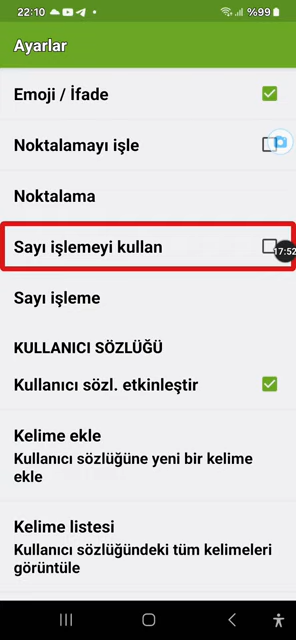 22:10 %99
Ayarlar
Emoji / İfade
Noktalamayı işle
Noktalama
Sayı işlemeyi kullan
17:52
Sayı işleme
KULLANICI SÖZLÜĞÜ
Kullanıcı sözl. etkinleştir
Kelime ekle
Kullanıcı sözlüğüne yeni bir kelime
ekle
Kelime listesi
Kullanıcı sözlüğündeki tüm kelimeleri
görüntüle